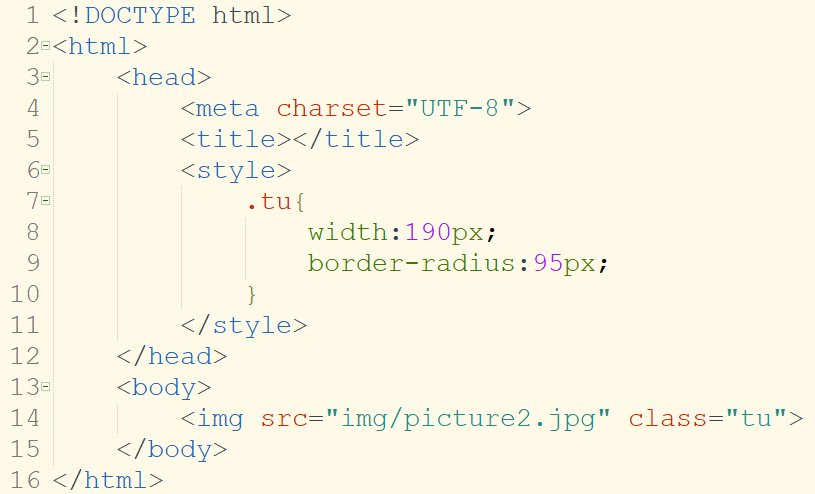 1 <!DOCTYPE html>
2 <html>
3     <head>
4         <meta charset="UTF-8">
5         <title></title>
6         <style>
7             .tu{
8                 width:190px;
9                 border-radius:95px;
10             }
11         </style>
12     </head>
13     <body>
14         <img src="img/picture2.jpg" class="tu">
15     </body>
16 </html>